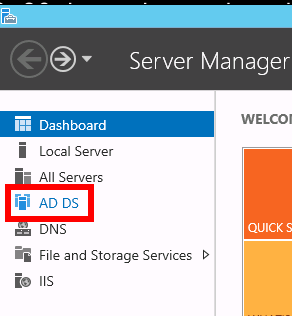 Server Manager
Dashboard
Local Server
All Servers
AD DS
DNS
File and Storage Services
IIS
WELCO
QUICK S